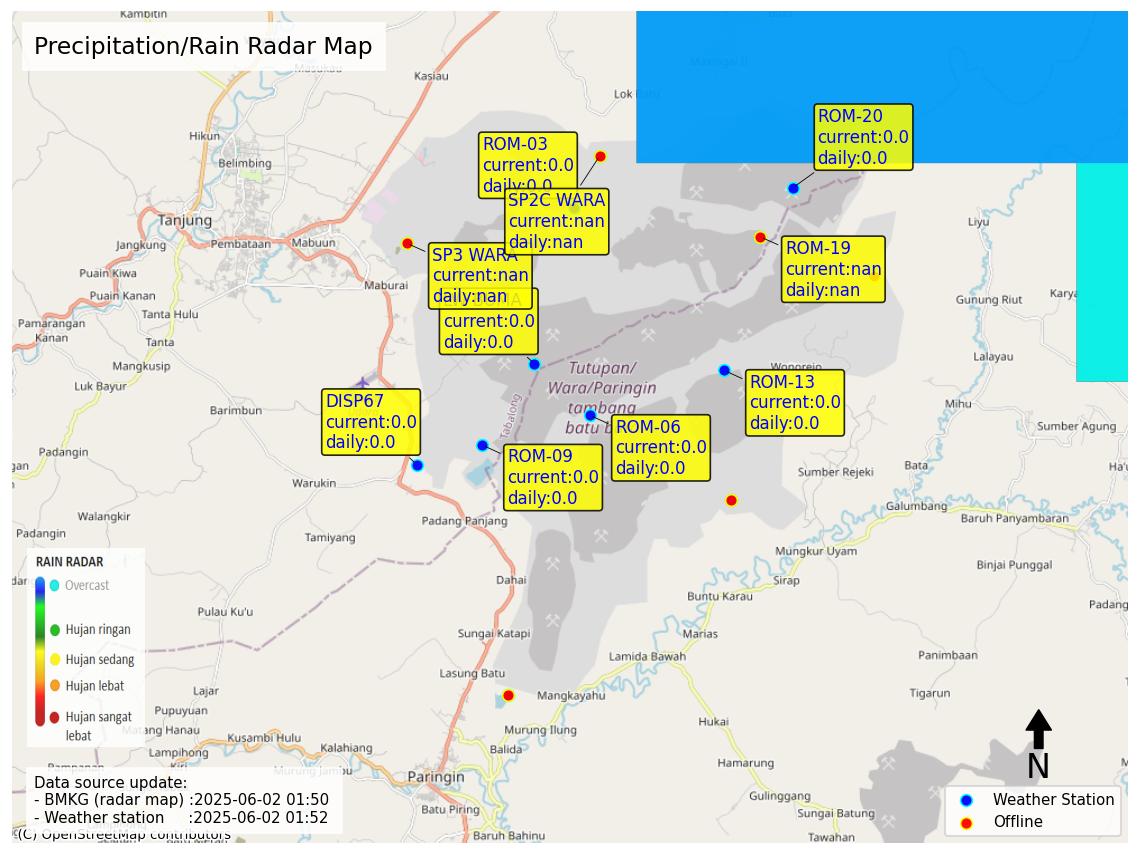 Kambitin
Precipitation/Rain Radar Map
Masukau
Kasiau
Lok Batu
Hikun
Belimbing
ROM-03
current:0.0
daily:0.0
ROM-20
current:0.0
daily:0.0
SP2C WARA
current:nan
daily:nan
Tanjung
Jangkung
Pembataan
Mabuun
Liyu
SP3 WARA
current:nan
daily:nan
ROM-19
current:nan
daily:nan
Puain Kiwa
Maburai
Puain Kanan
Gunung Riut
Karya
Tanta Hulu
current:0.0
daily:0.0
Pamarangan
Kanan
Tanta
Mangkusip
Lalayau
Wonorejo
Tutupan/
Wara/Paringin
tambang
batu b
Luk Bayur
ROM-13
current:0.0
daily:0.0
DISP67
current:0.0
daily:0.0
Barimbun
Mihu
Tabalong
ROM-06
current:0.0
daily:0.0
Sumber Agung
Padangin
ROM-09
current:0.0
daily:0.0
Bata
Sumber Rejeki
Warukin
Galumbang
Walangkir
Padang Panjang
Baruh Panyambaran
Padangin
Tamiyang
Mungkur Uyam
Binjai Punggal
RAIN RADAR
Overcast
Hujan ringan
Hujan sedang
Hujan lebat
Hujan sangat
lebat
Dahai
Sirap
Buntu Karau
Padang
Pulau Ku'u
Sungai Katapi
Marias
Lamida Bawah
Panimbaan
Lasung Batu
Lajar
Mangkayahu
Tigarun
Pupuyuan
Matang Hanau
Hukai
Murung Ilung
Kusambi Hulu
Kalahiang
Lampihong
Balida
Hamarung
N
Murung Jambu
Paringin
Data source update:
- BMKG (radar map) :2025-06-02 01:50
- Weather station :2025-06-02 01:52
Gulinggang
Weather Station
Offline
Batu Piring
Sungai Batung
(C) OpenStreetMap contributors
Baruh Bahinu
Tawahan